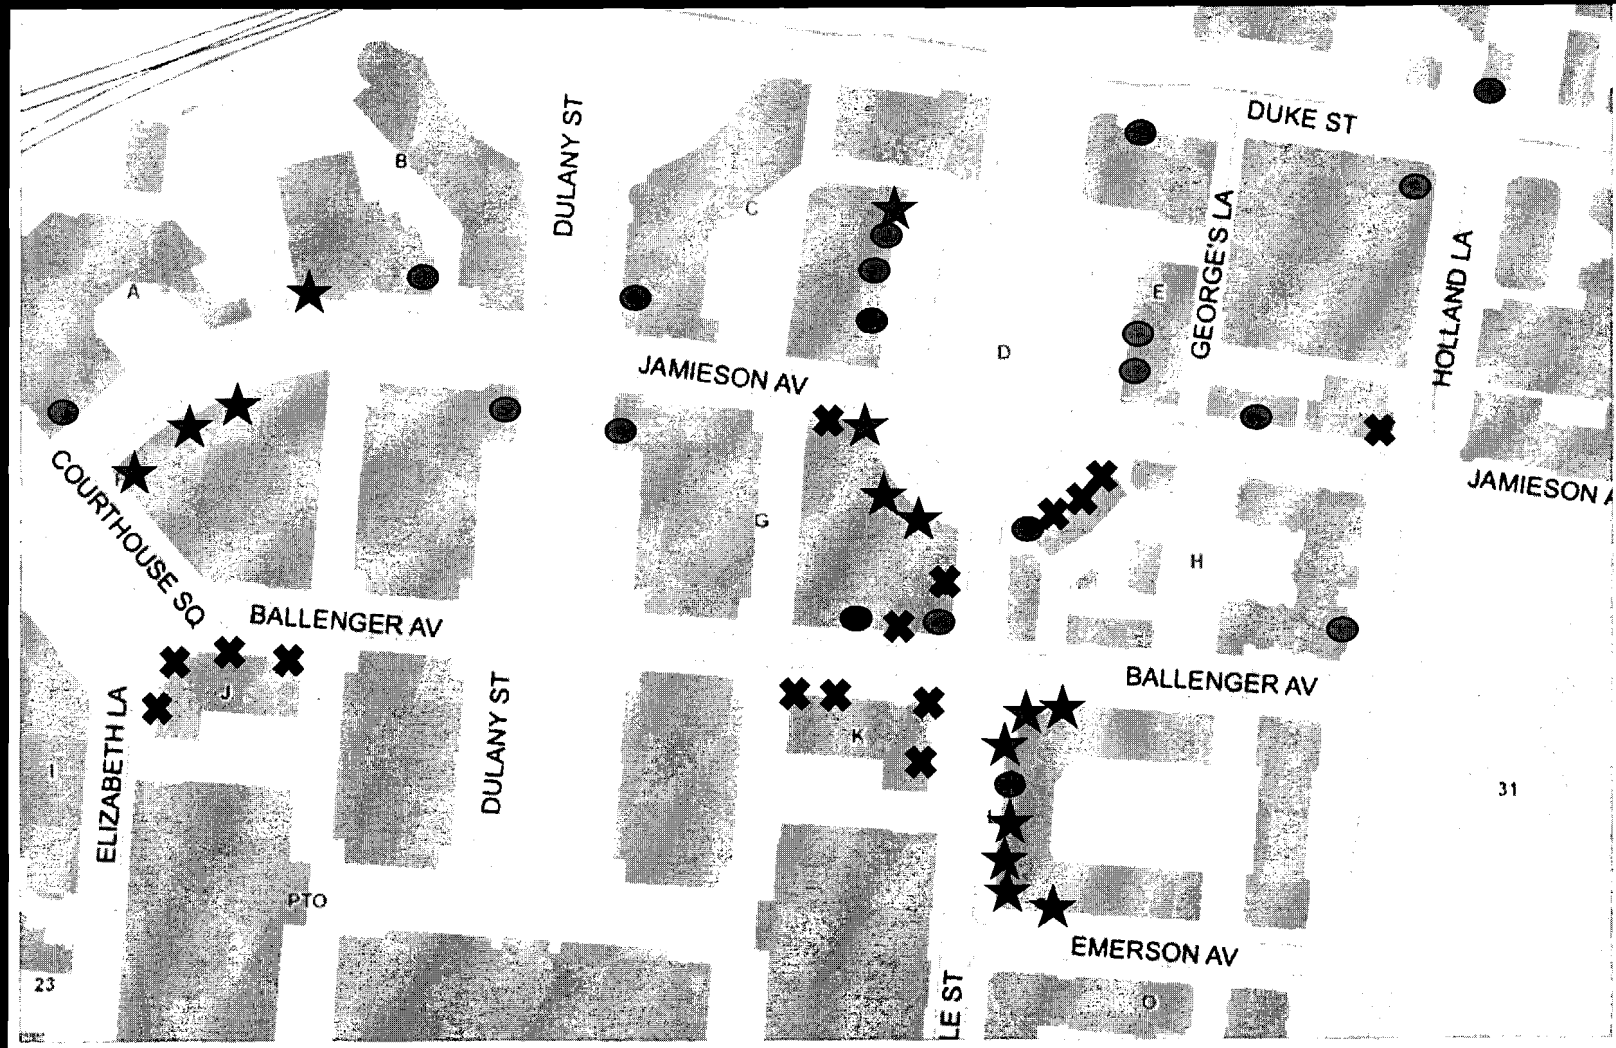 DUKE ST
B
DULANY ST
C
GEORGE'S LA
HOLLAND LA
A
E
D
JAMIESON AV
JAMIESON A
COURTHOUSE SQ
G
H
BALLENGER AV
BALLENGER AV
J
ELIZABETH LA
DULANY ST
K
I
31
PTO
EMERSON AV
23
LE ST
O